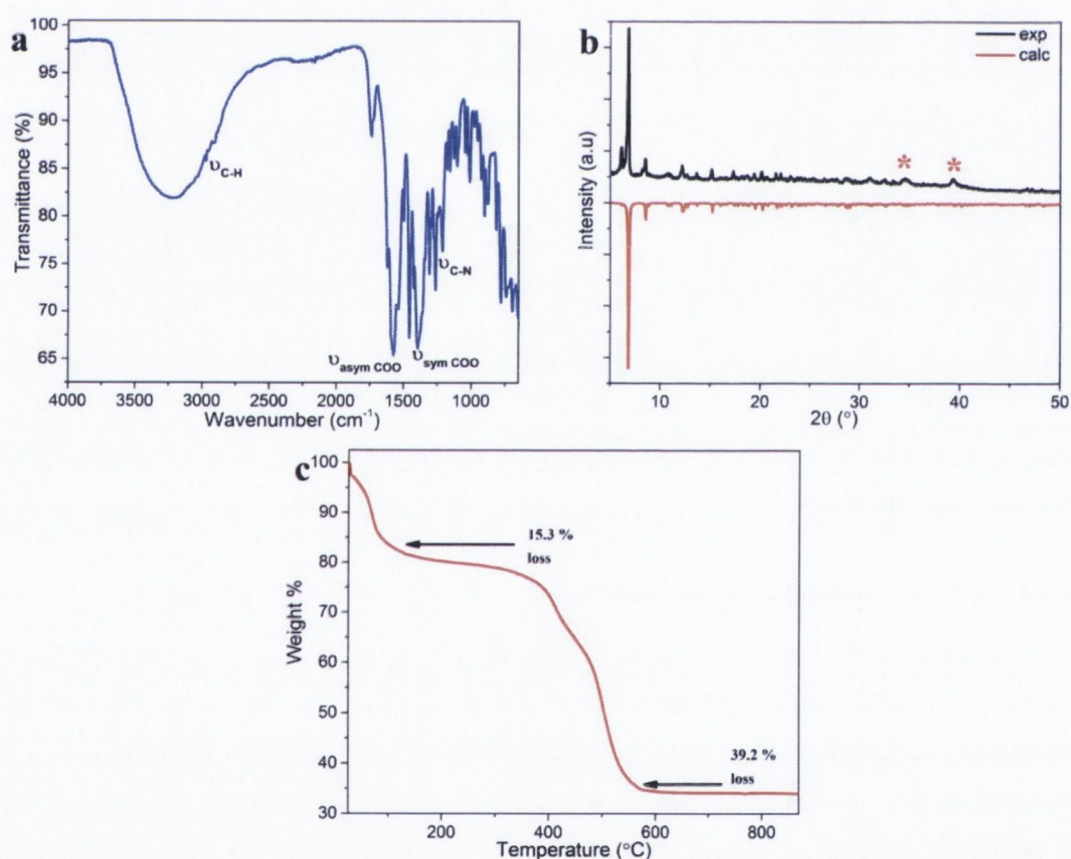 a
100
95
90
85
80
75
70
65
Transmittance (%)
υC-H
υC-N
υasym COO
υsym COO
4000 3500 3000 2500 2000 1500 1000
Wavenumber (cm-1)
b
exp
calc
* *
Intensity (a.u)
10 20 30 40 50
2θ (°)
c
100
90
80
70
60
50
40
30
Weight %
15.3 %
loss
39.2 %
loss
200 400 600 800
Temperature (°C)